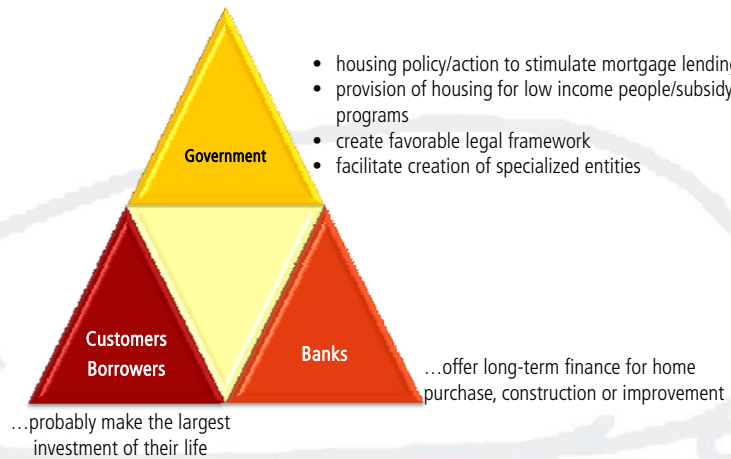 • housing policy/action to stimulate mortgage lending
• provision of housing for low income people/subsidy
programs
• create favorable legal framework
• facilitate creation of specialized entities
Government
Customers
Borrowers
Banks
…offer long-term finance for home
purchase, construction or improvement
…probably make the largest
investment of their life